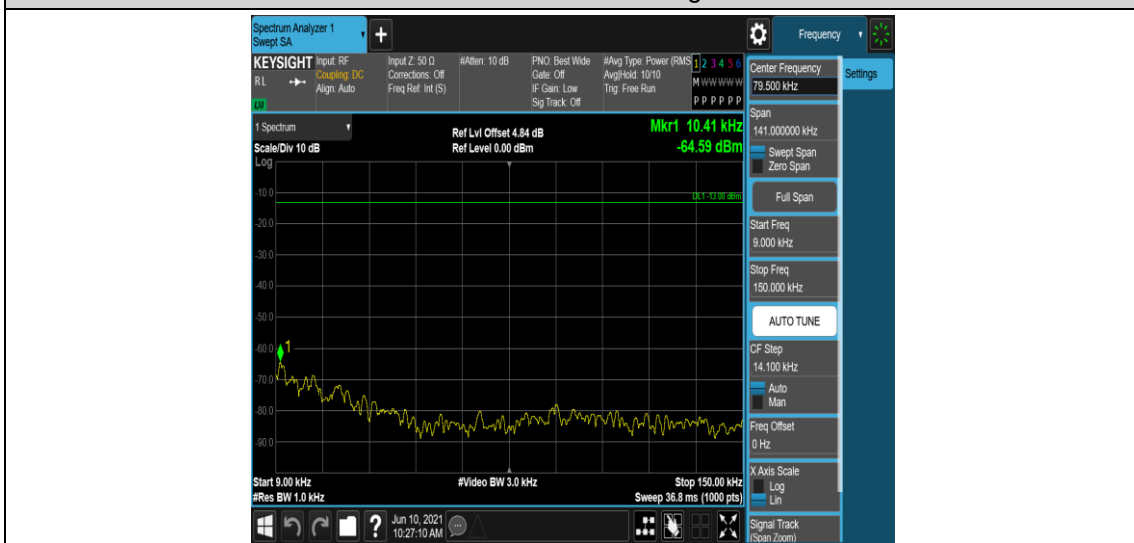 Spectrum Analyzer 1
Swept SA
+
Frequency
KEYSIGHT
RL
LXI
Input: RF
Coupling: DC
Align: Auto
Input Z: 50 Ω
Corrections: Off
Freq Ref: Int (S)
#Atten: 10 dB
PNO: Best Wide
Gate: Off
IF Gain: Low
Sig Track: Off
#Avg Type: Power (RMS
Avg|Hold: 10/10
Trig: Free Run
1 2 3 4 5 6
M W W W W W
P P P P P P
Settings
Center Frequency
79.500 kHz
Span
141.000000 kHz
Swept Span
Zero Span
Full Span
Start Freq
9.000 kHz
Stop Freq
150.000 kHz
AUTO TUNE
CF Step
14.100 kHz
Auto
Man
Freq Offset
0 Hz
X Axis Scale
Log
Lin
Signal Track
(Span Zoom)
1 Spectrum
Scale/Div 10 dB
Log
Ref Lvl Offset 4.84 dB
Ref Level 0.00 dBm
Mkr1 10.41 kHz
-64.59 dBm
DL1 -13.00 dBm
-10.0
-20.0
-30.0
-40.0
-50.0
-60.0
-70.0
-80.0
-90.0
1
Start 9.00 kHz
#Res BW 1.0 kHz
#Video BW 3.0 kHz
Stop 150.00 kHz
Sweep 36.8 ms (1000 pts)
?
Jun 10, 2021
10:27:10 AM